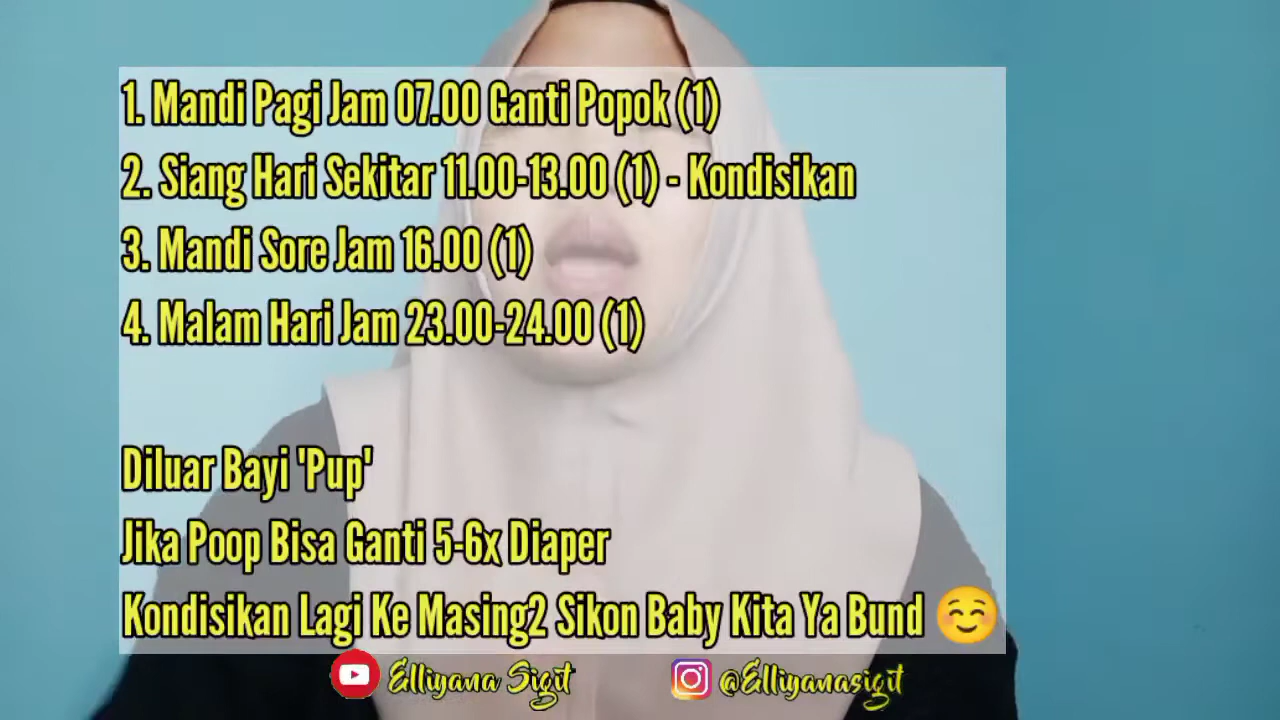 1. Mandi Pagi Jam 07.00 Ganti Popok (1)
2. Siang Hari Sekitar 11.00-13.00 (1) - Kondisikan
3. Mandi Sore Jam 16.00 (1)
4. Malam Hari Jam 23.00-24.00 (1)
Diluar Bayi 'Pup'
Jika Poop Bisa Ganti 5-6x Diaper
Kondisikan Lagi Ke Masing2 Sikon Baby Kita Ya Bund ☺️
Elliyana Sigit @Elliyanasigit